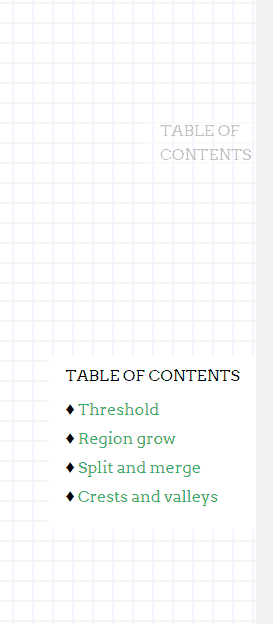 TABLE OF
CONTENTS
TABLE OF CONTENTS
♦ Threshold
♦ Region grow
♦ Split and merge
♦ Crests and valleys